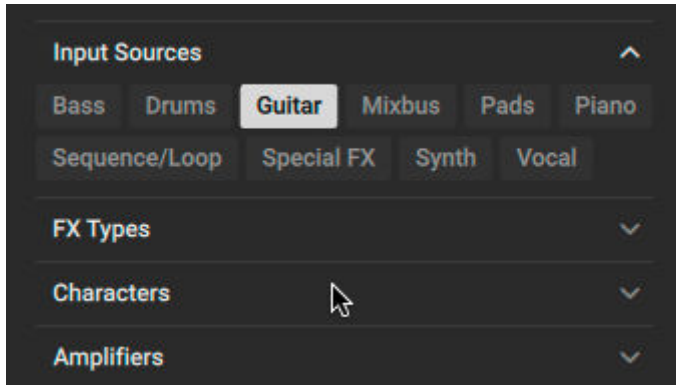 Input Sources
Bass Drums Guitar Mixbus Pads Piano
Sequence/Loop Special FX Synth Vocal
FX Types
Characters
Amplifiers